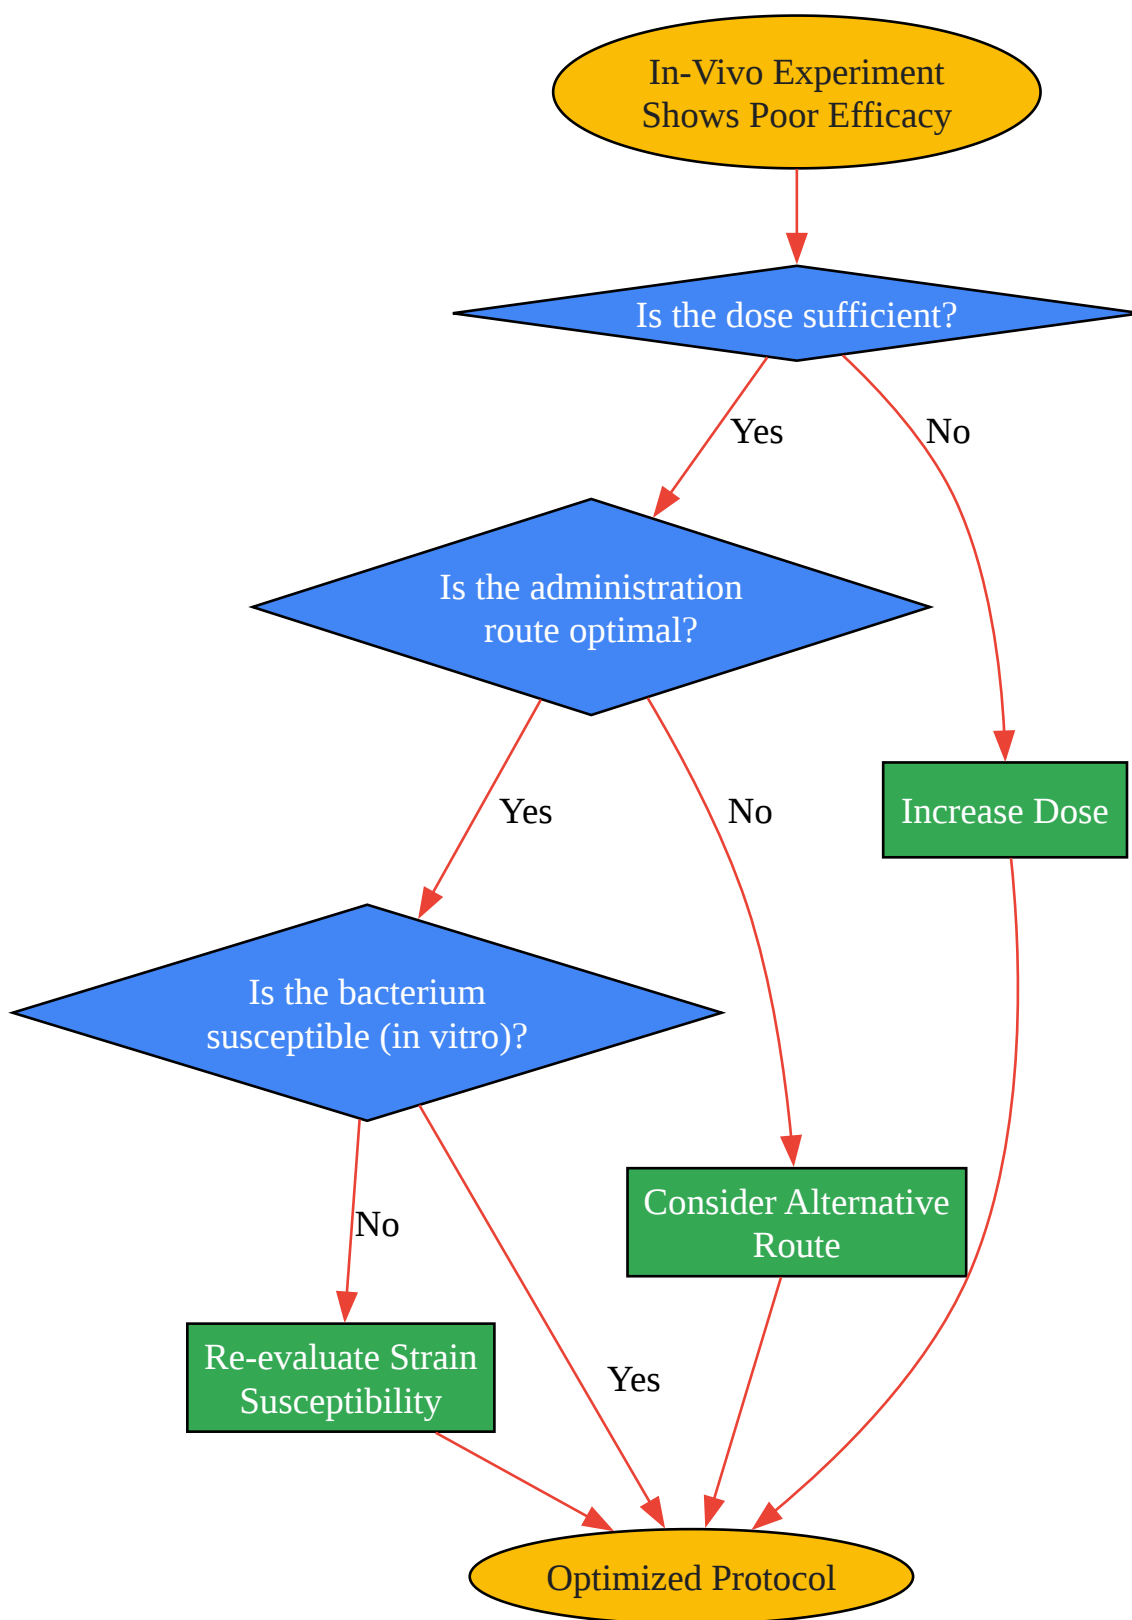 In-Vivo Experiment
Shows Poor Efficacy
Is the dose sufficient?
Yes
No
Is the administration
route optimal?
Yes
No
Increase Dose
Is the bacterium
susceptible (in vitro)?
No
Consider Alternative
Route
Re-evaluate Strain
Susceptibility
Yes
Optimized Protocol